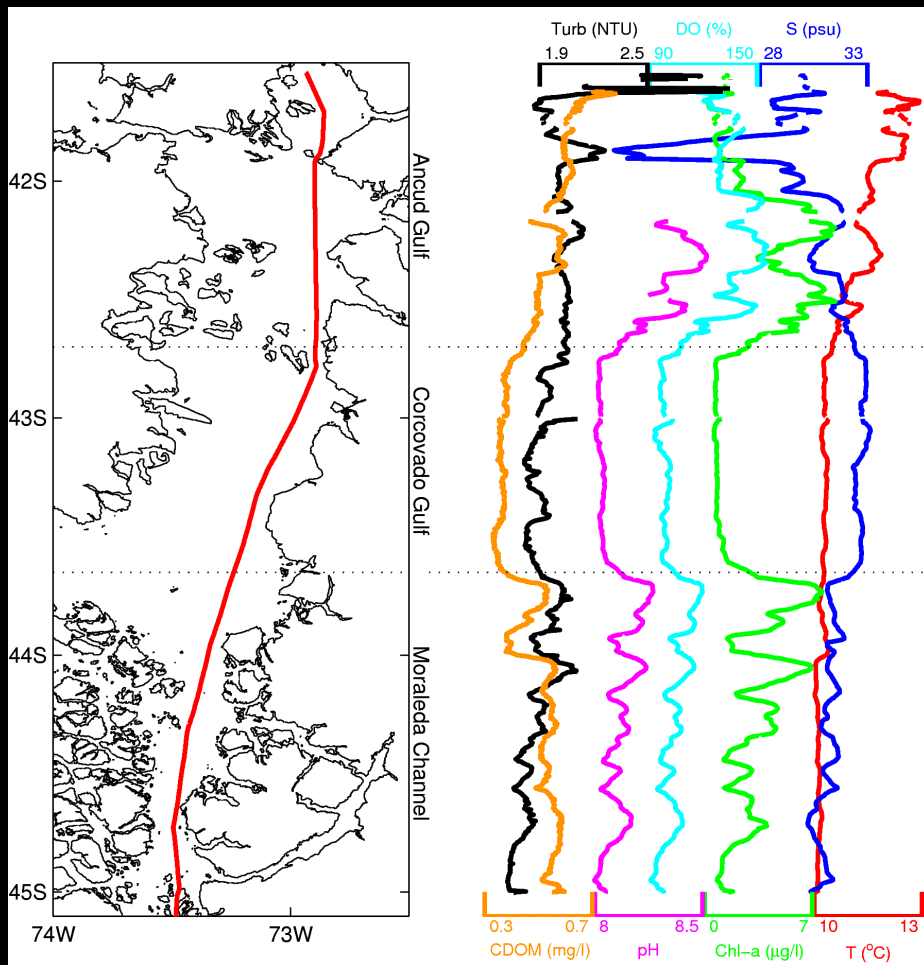 Turb (NTU) DO (%) S (psu)
1.9 2.5 90 150 28 33
42S
43S
44S
45S
74W 73W
Ancud Gulf
Corcovado Gulf
Moraleda Channel
0.3 0.7 8 8.5 0 7 10 13
CDOM (mg/l) pH Chl-a (μg/l) T (°C)